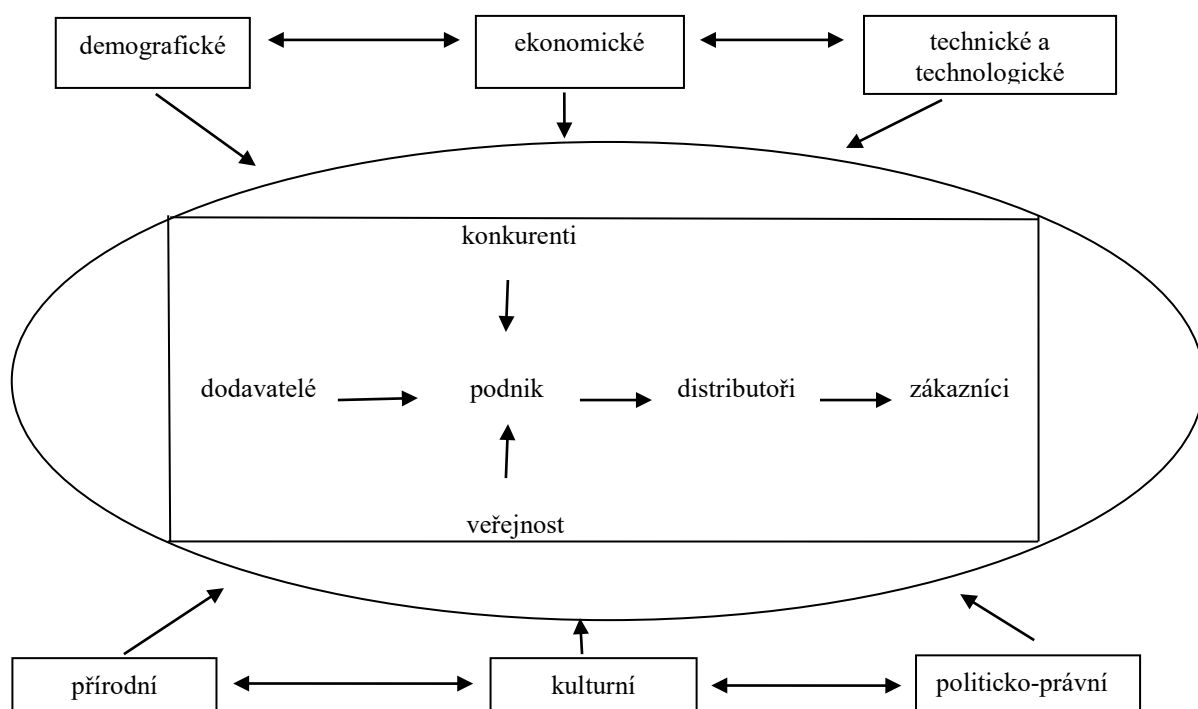 demografické
ekonomické
technické a
technologické
konkurenti
dodavatelé
podnik
distributoři
zákazníci
veřejnost
přírodní
kulturní
politicko-právní